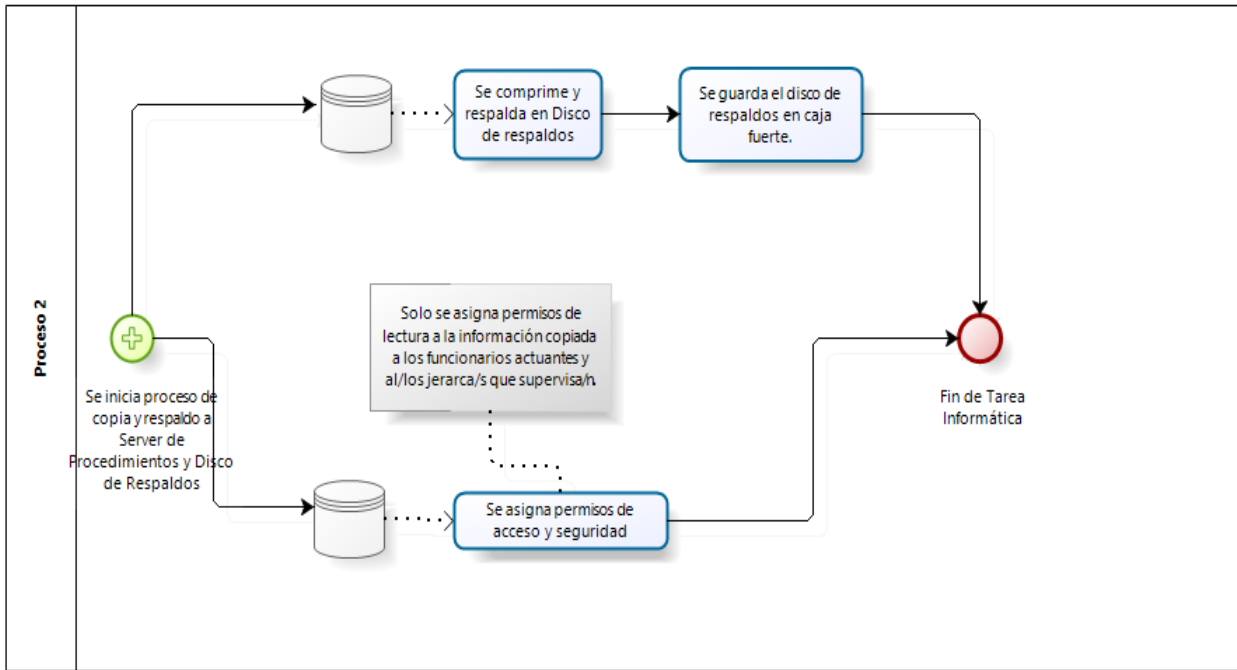 Proceso 2
Se comprime y
respalda en Disco
de respaldos
Se guarda el disco de
respaldos en caja
fuerte.
Solo se asigna permisos de
lectura a la información copiada
a los funcionarios actuantes y
al/los jerarca/s que supervisa/n.
Se inicia proceso de
copia y respaldo a
Server de
Procedimientos y Disco
de Respaldos
Fin de Tarea
Informática
Se asigna permisos de
acceso y seguridad